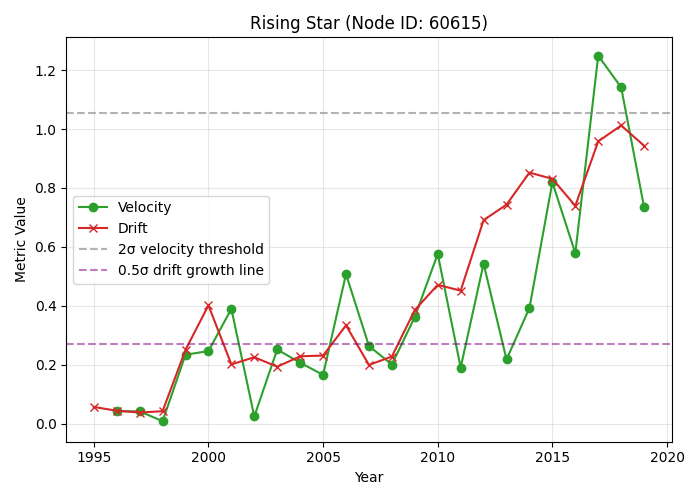 Rising Star (Node ID: 60615)
Metric Value
1.2
1.0
0.8
0.6
0.4
0.2
0.0
Velocity
Drift
2σ velocity threshold
0.5σ drift growth line
1995 2000 2005 2010 2015 2020
Year